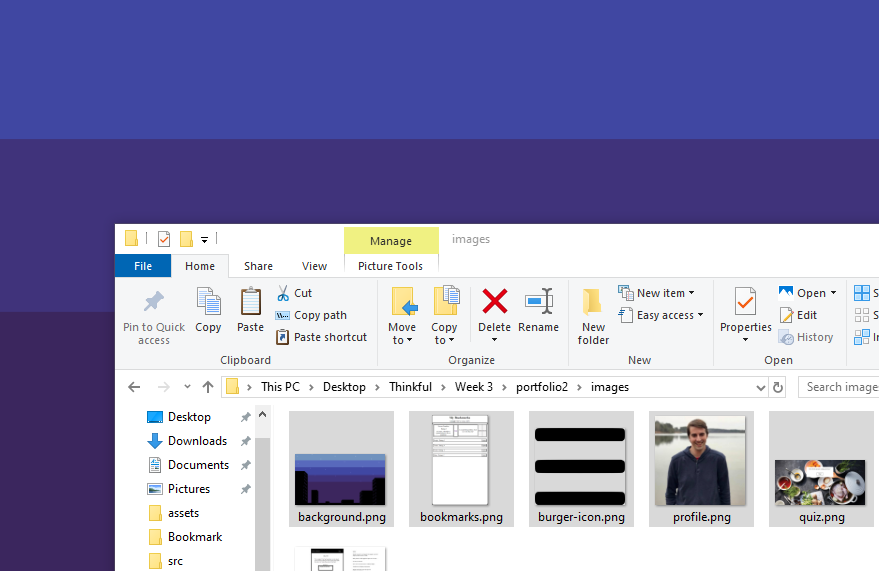 Manage images
File Home Share View Picture Tools
Pin to Quick access
Copy
Paste
Cut
Copy path
Paste shortcut
Clipboard
Move to
Copy to
Delete
Rename
Organize
New folder
New item
Easy access
New
Properties
Open
Edit
History
Open
This PC > Desktop > Thinkful > Week 3 > portfolio2 > images
Search images
Desktop
Downloads
Documents
Pictures
assets
Bookmark
src
background.png bookmarks.png burger-icon.png profile.png quiz.png